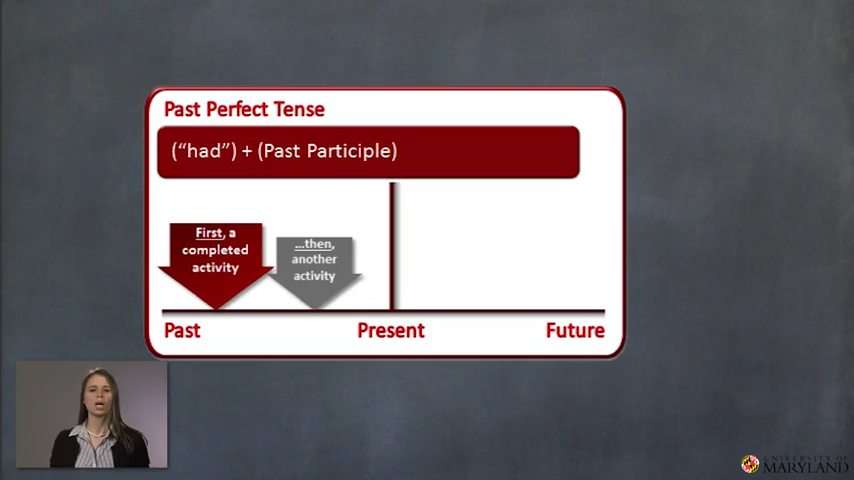 Past Perfect Tense
(“had”) + (Past Participle)
First, a
completed
activity
...then,
another
activity
Past Present Future
UNIVERSITY OF
MARYLAND